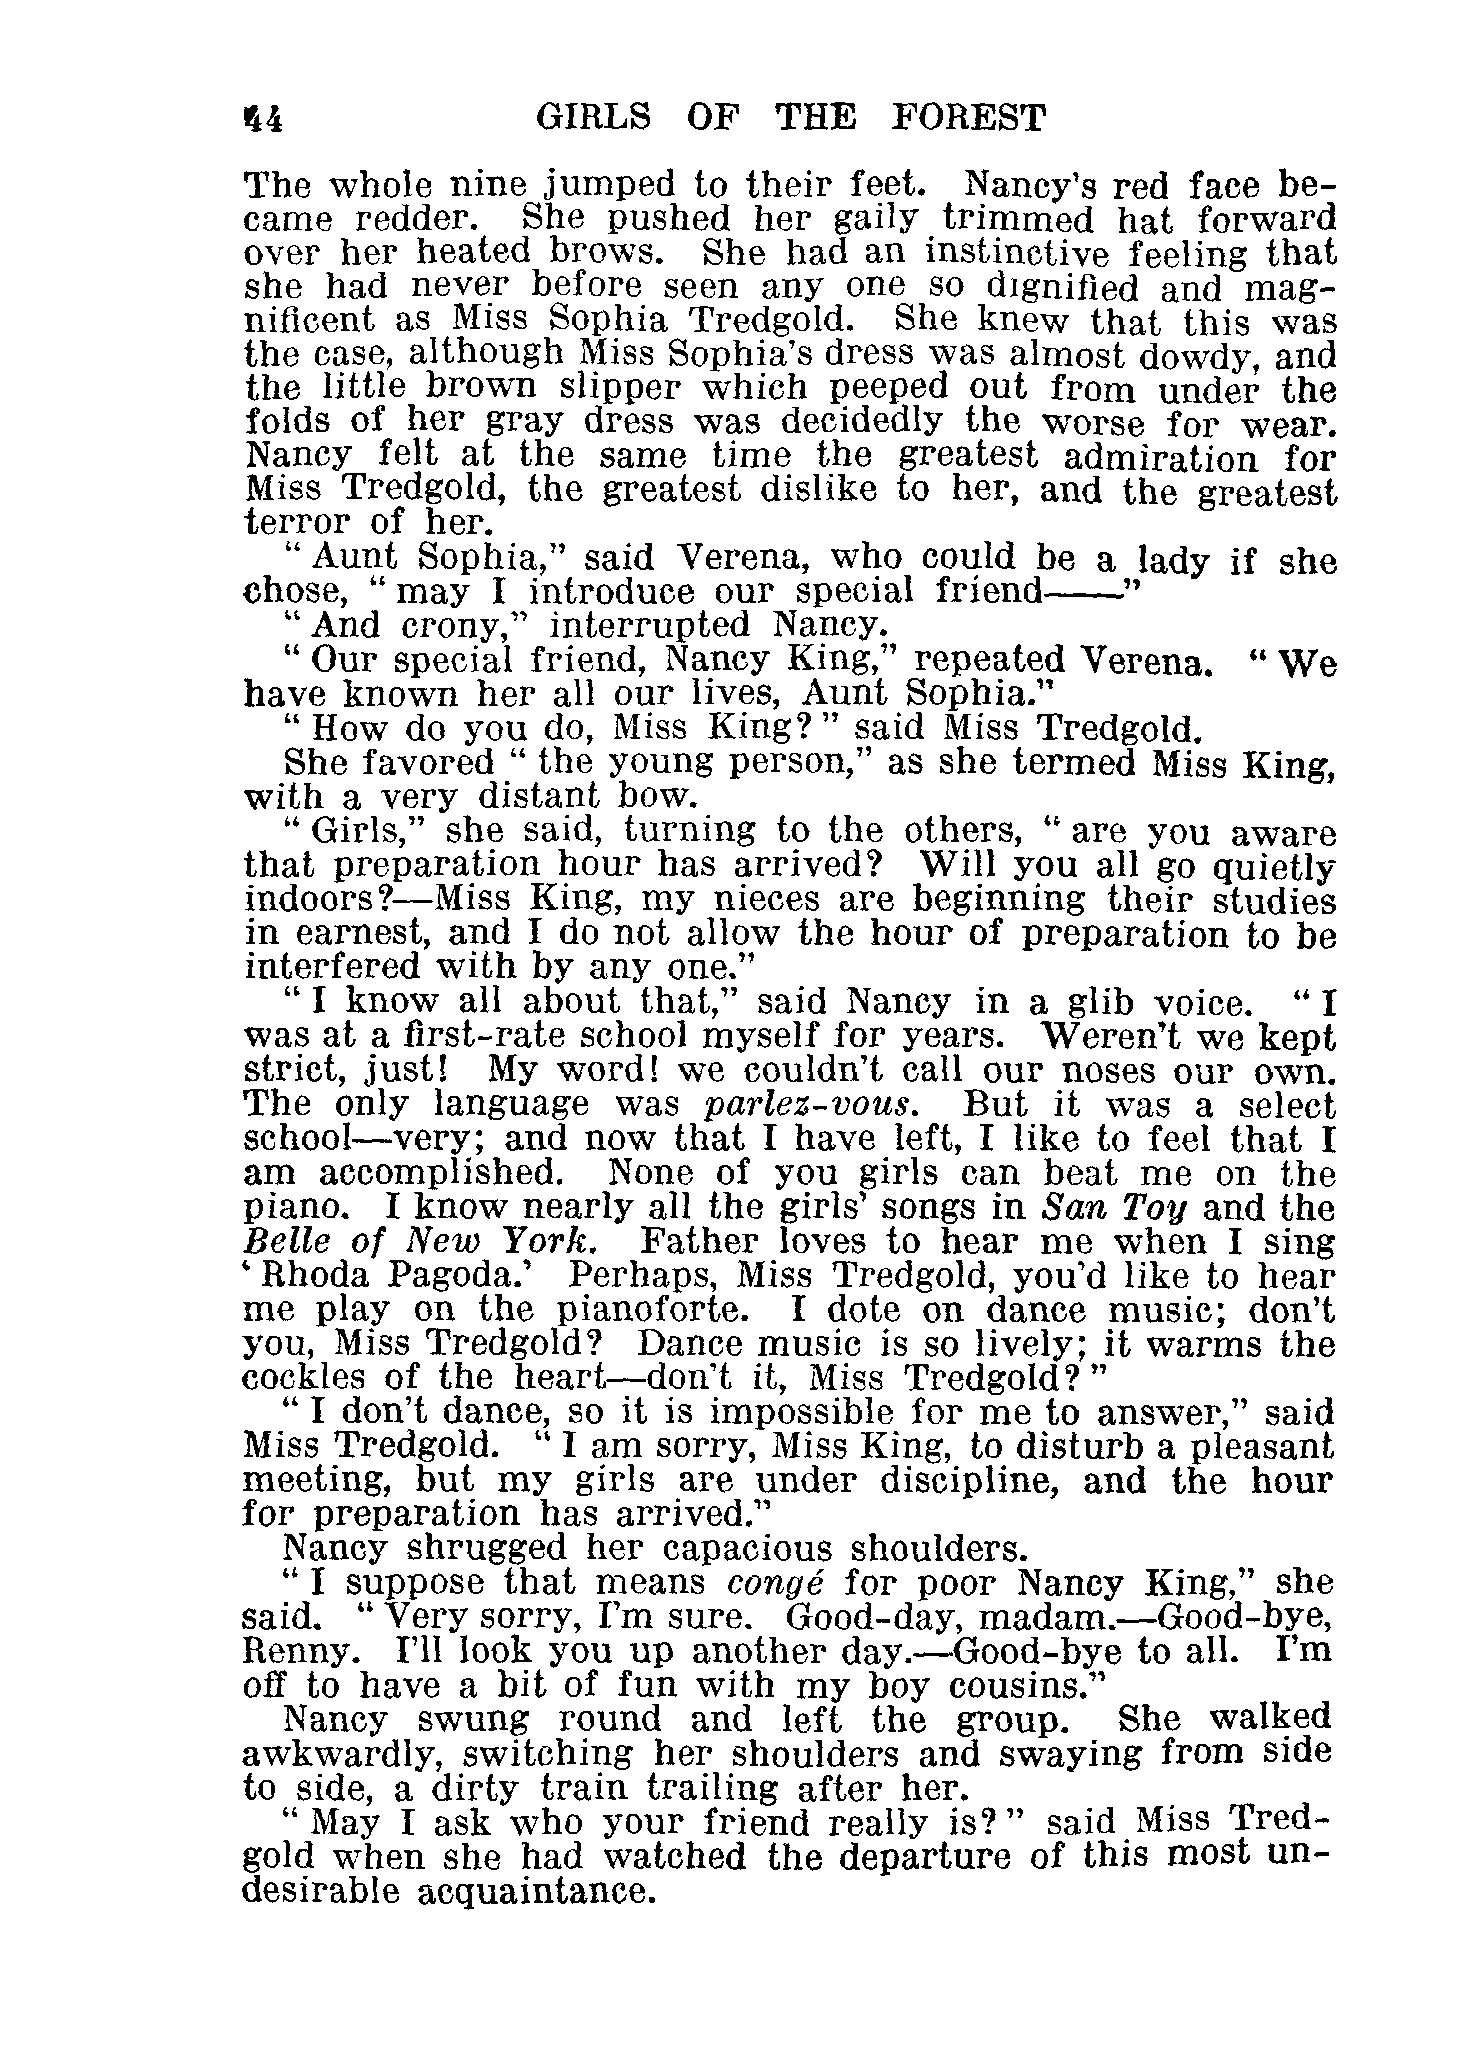 44 GIRLS OF THE FOREST
The whole nine jumped to their feet. Nancy's red face be-
came redder. She pushed her gaily trimmed hat forward
over her heated brows. She had an instinctive feeling that
she had never before seen any one so dignified and mag-
nificent as Miss Sophia Tredgold. She knew that this was
the case, although Miss Sophia's dress was almost dowdy, and
the little brown slipper which peeped out from under the
folds of her gray dress was decidedly the worse for wear.
Nancy felt at the same time the greatest admiration for
Miss Tredgold, the greatest dislike to her, and the greatest
terror of her.
“ Aunt Sophia,” said Verena, who could be a lady if she
chose, “ may I introduce our special friend——”
“ And crony,” interrupted Nancy.
“ Our special friend, Nancy King,” repeated Verena. “ We
have known her all our lives, Aunt Sophia.”
“ How do you do, Miss King? ” said Miss Tredgold.
She favored “ the young person,” as she termed Miss King,
with a very distant bow.
“ Girls,” she said, turning to the others, “ are you aware
that preparation hour has arrived? Will you all go quietly
indoors?—Miss King, my nieces are beginning their studies
in earnest, and I do not allow the hour of preparation to be
interfered with by any one.”
“ I know all about that,” said Nancy in a glib voice. “ I
was at a first-rate school myself for years. Weren't we kept
strict, just! My word! we couldn't call our noses our own.
The only language was parlez-vous. But it was a select
school—very; and now that I have left, I like to feel that I
am accomplished. None of you girls can beat me on the
piano. I know nearly all the girls' songs in San Toy and the
Belle of New York. Father loves to hear me when I sing
‘ Rhoda Pagoda.’ Perhaps, Miss Tredgold, you'd like to hear
me play on the pianoforte. I dote on dance music; don't
you, Miss Tredgold? Dance music is so lively; it warms the
cockles of the heart—don't it, Miss Tredgold? ”
“ I don't dance, so it is impossible for me to answer,” said
Miss Tredgold. “ I am sorry, Miss King, to disturb a pleasant
meeting, but my girls are under discipline, and the hour
for preparation has arrived.”
Nancy shrugged her capacious shoulders.
“ I suppose that means congé for poor Nancy King,” she
said. “ Very sorry, I'm sure. Good-day, madam.—Good-bye,
Renny. I'll look you up another day.—Good-bye to all. I'm
off to have a bit of fun with my boy cousins.”
Nancy swung round and left the group. She walked
awkwardly, switching her shoulders and swaying from side
to side, a dirty train trailing after her.
“ May I ask who your friend really is? ” said Miss Tred-
gold when she had watched the departure of this most un-
desirable acquaintance.